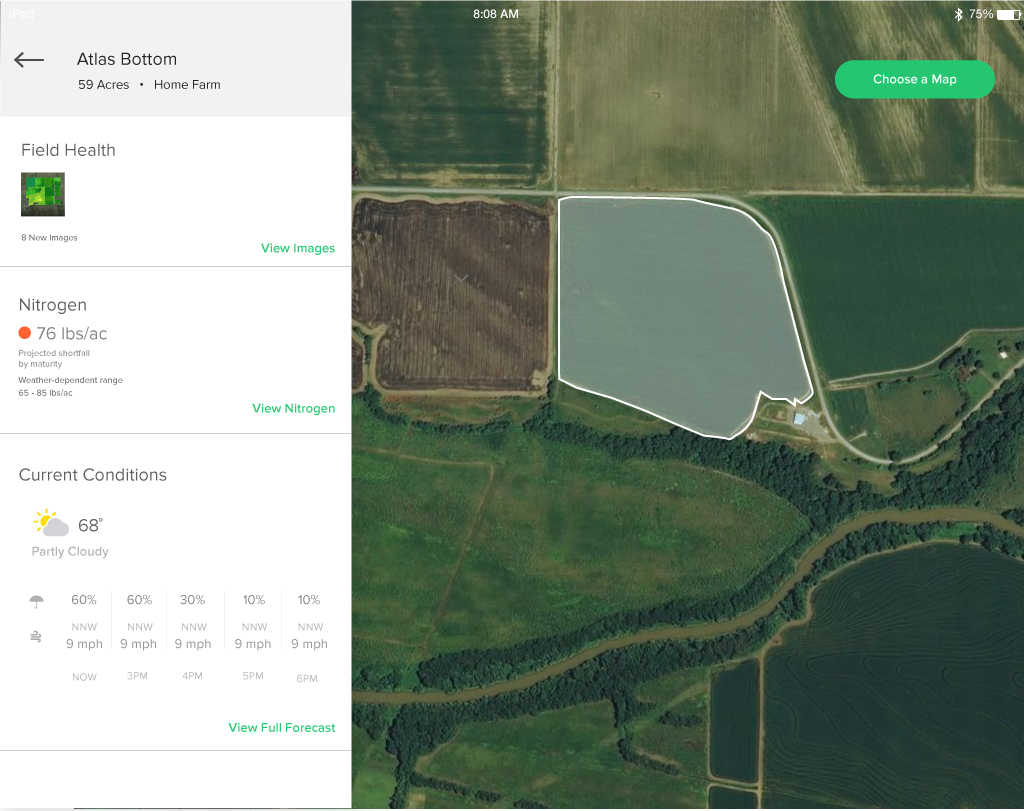 iPad
8:08 AM
75%
Atlas Bottom
59 Acres • Home Farm
Choose a Map
Field Health
8 New Images
View Images
Nitrogen
76 lbs/ac
Projected shortfall
by maturity
Weather-dependent range
65 - 85 lbs/ac
View Nitrogen
Current Conditions
68°
Partly Cloudy
60% 60% 30% 10% 10%
NNW NNW NNW NNW NNW
9 mph 9 mph 9 mph 9 mph 9 mph
NOW 3PM 4PM 5PM 6PM
View Full Forecast